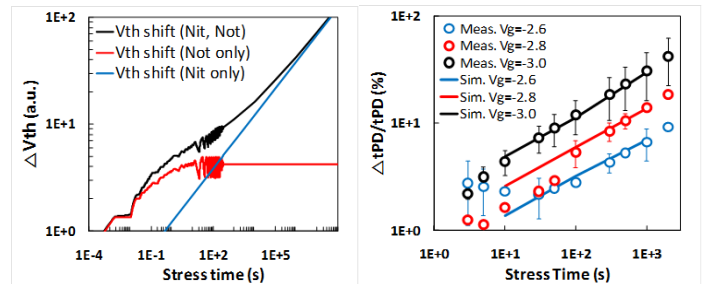 1E+2
1E+1
1E+0
△Vth (a.u.)
Vth shift (Nit, Not)
Vth shift (Not only)
Vth shift (Nit only)
1E-4
1E-1
1E+2
1E+5
Stress time (s)
1E+2
1E+1
1E+0
△tPD/tPD (%)
Meas. Vg=-2.6
Meas. Vg=-2.8
Meas. Vg=-3.0
Sim. Vg=-2.6
Sim. Vg=-2.8
Sim. Vg=-3.0
1E+0
1E+1
1E+2
1E+3
Stress Time (s)